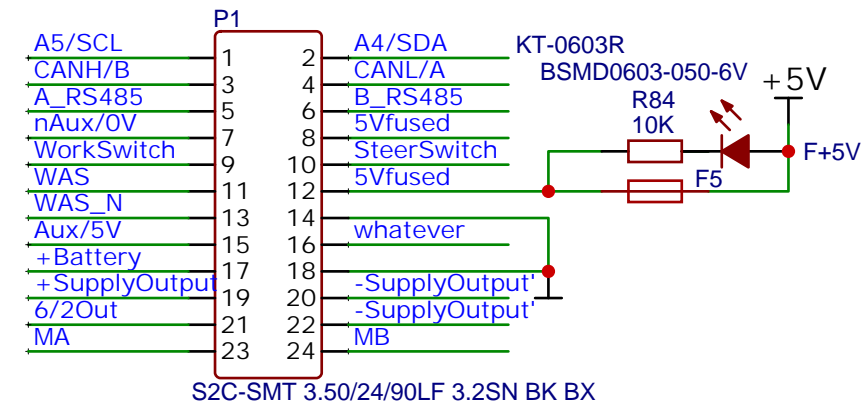 P1
A5/SCL 1 2 A4/SDA KT-0603R
CANH/B 3 4 CANL/A BSMD0603-050-6V +5V
A_RS485 5 6 B_RS485 R84
nAux/0V 7 8 5Vfused 10K
WorkSwitch 9 10 SteerSwitch F+5V
WAS 11 12 5Vfused F5
WAS_N 13 14
Aux/5V 15 16 whatever
+Battery 17 18
+SupplyOutput 19 20 -SupplyOutput'
6/2Out 21 22 -SupplyOutput'
MA 23 24 MB
S2C-SMT 3.50/24/90LF 3.2SN BK BX